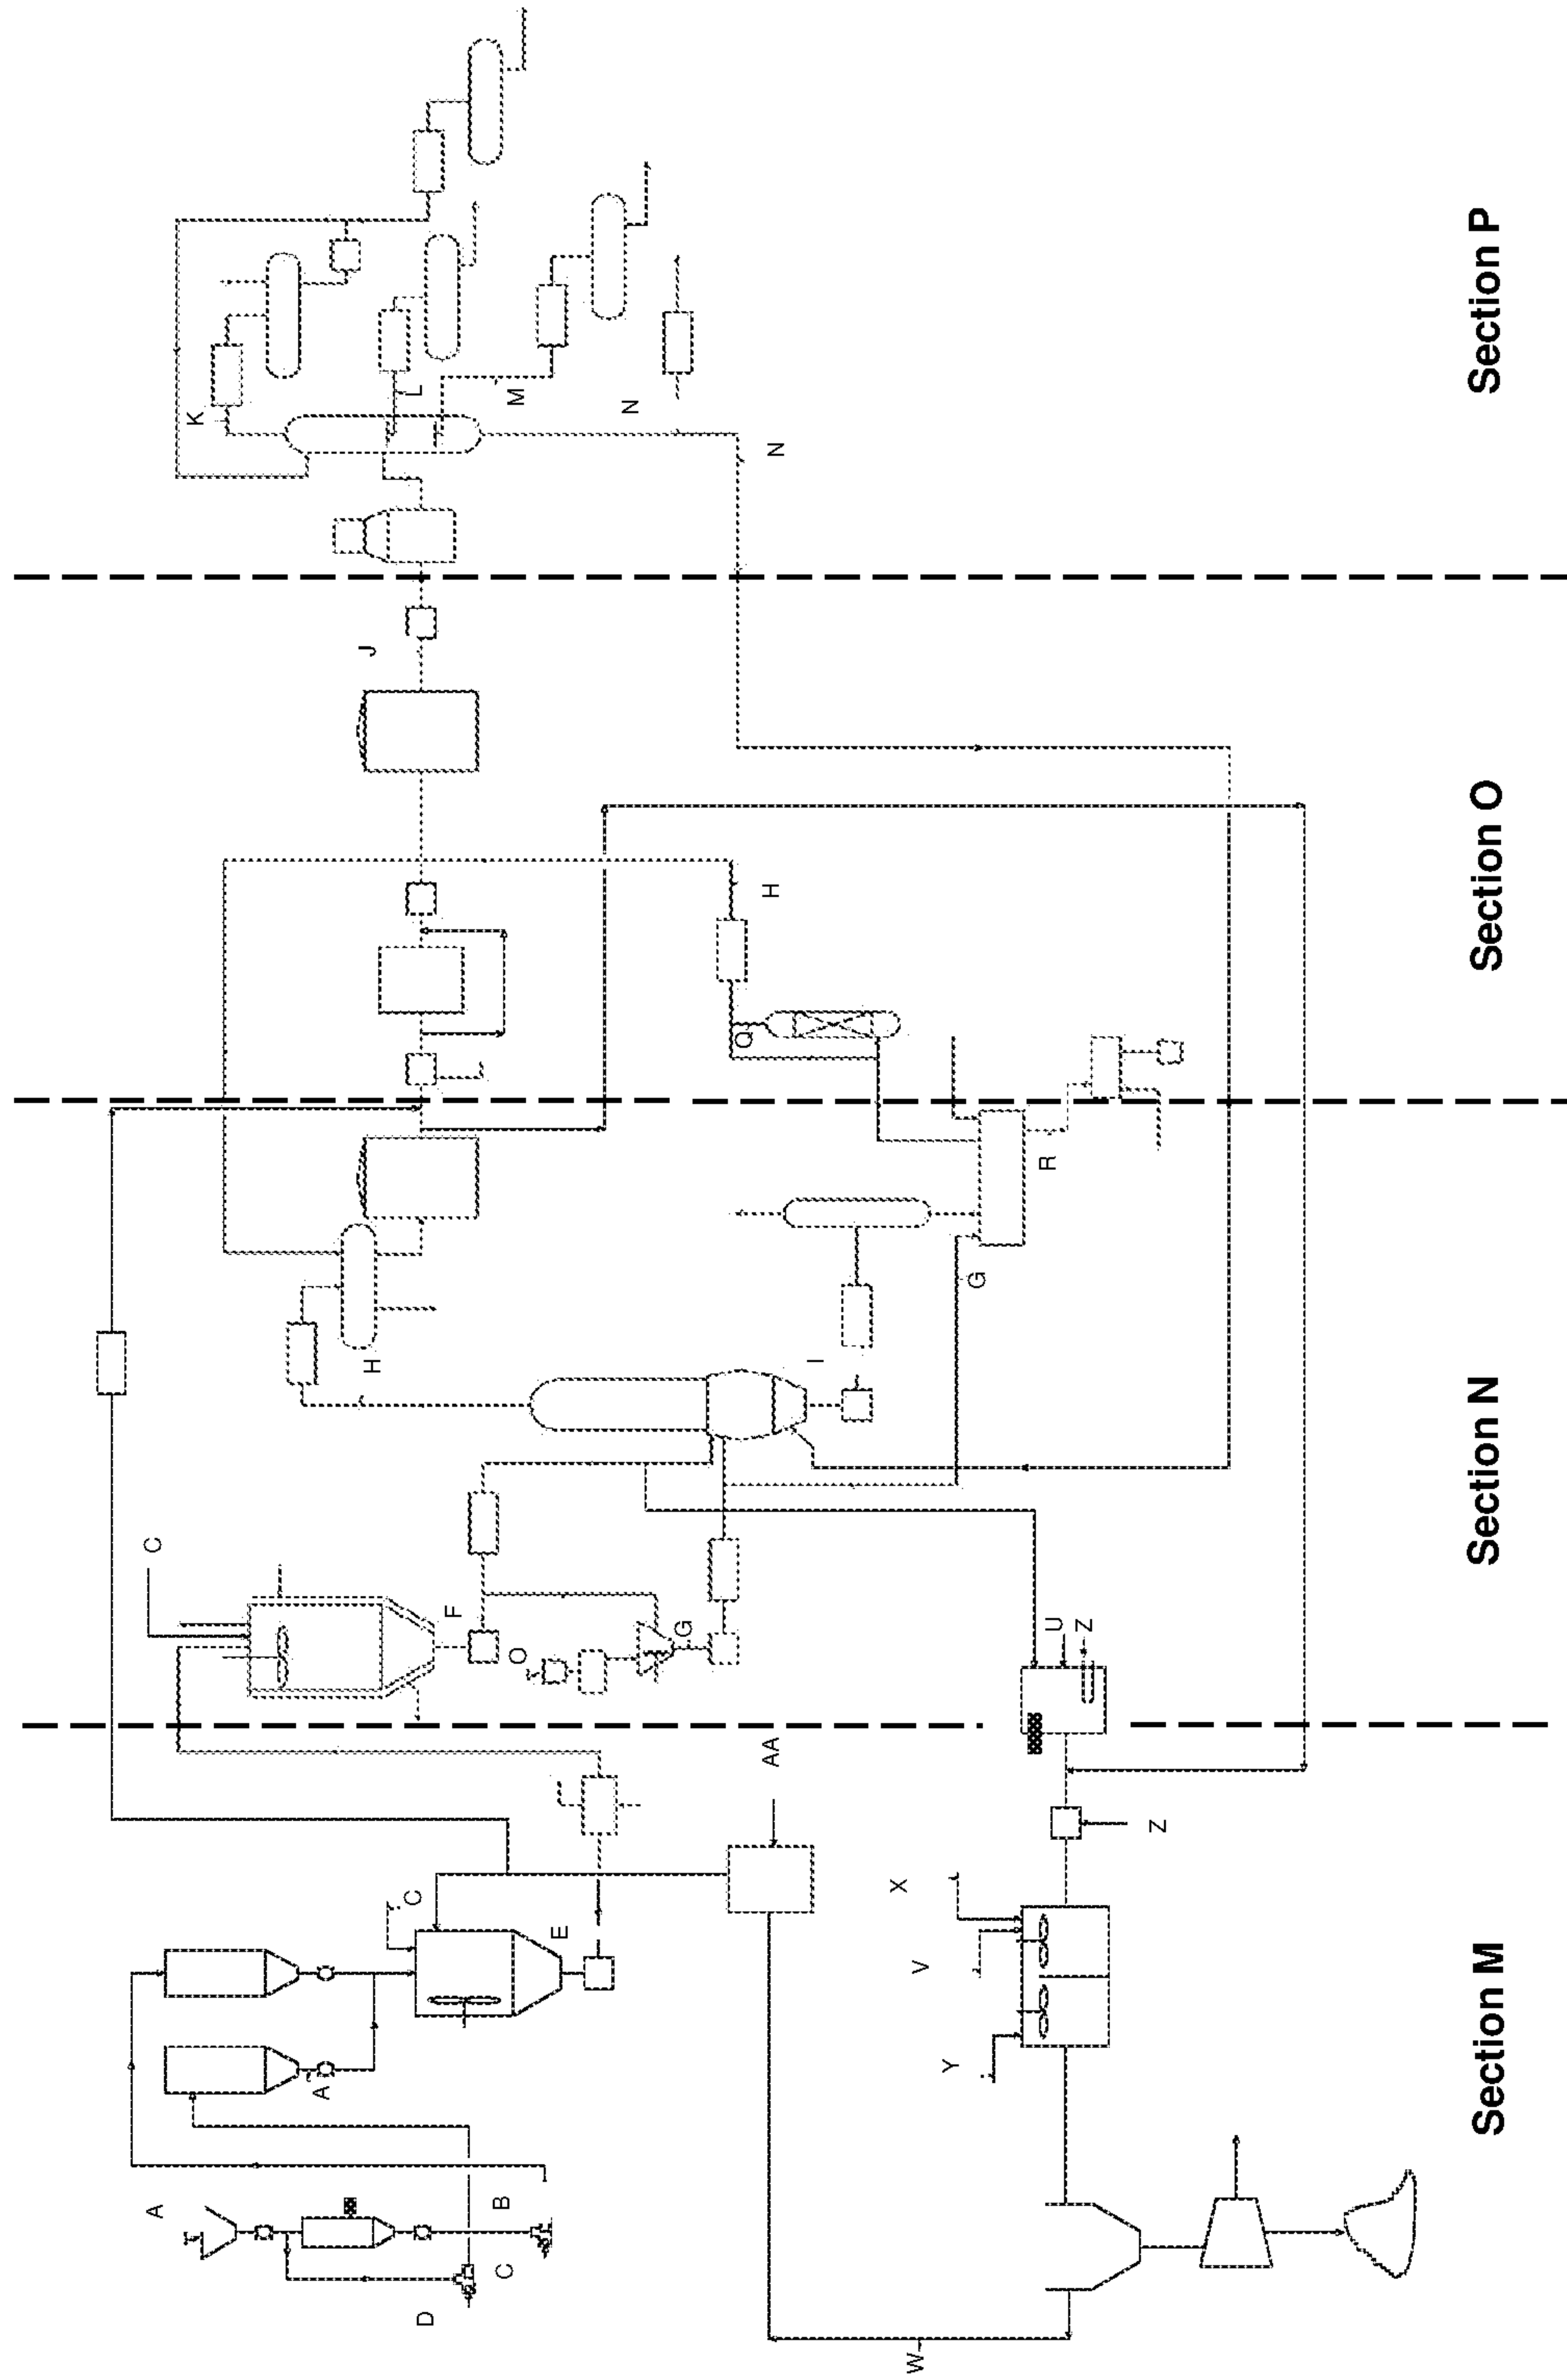 A
C
K
A
J
H
C
L
D
F
B
C
O
M
E
N
G
Q
AA
H
N
I
X
W
V
Y
G
R
U
Z
Z
Section M
Section N
Section O
Section P